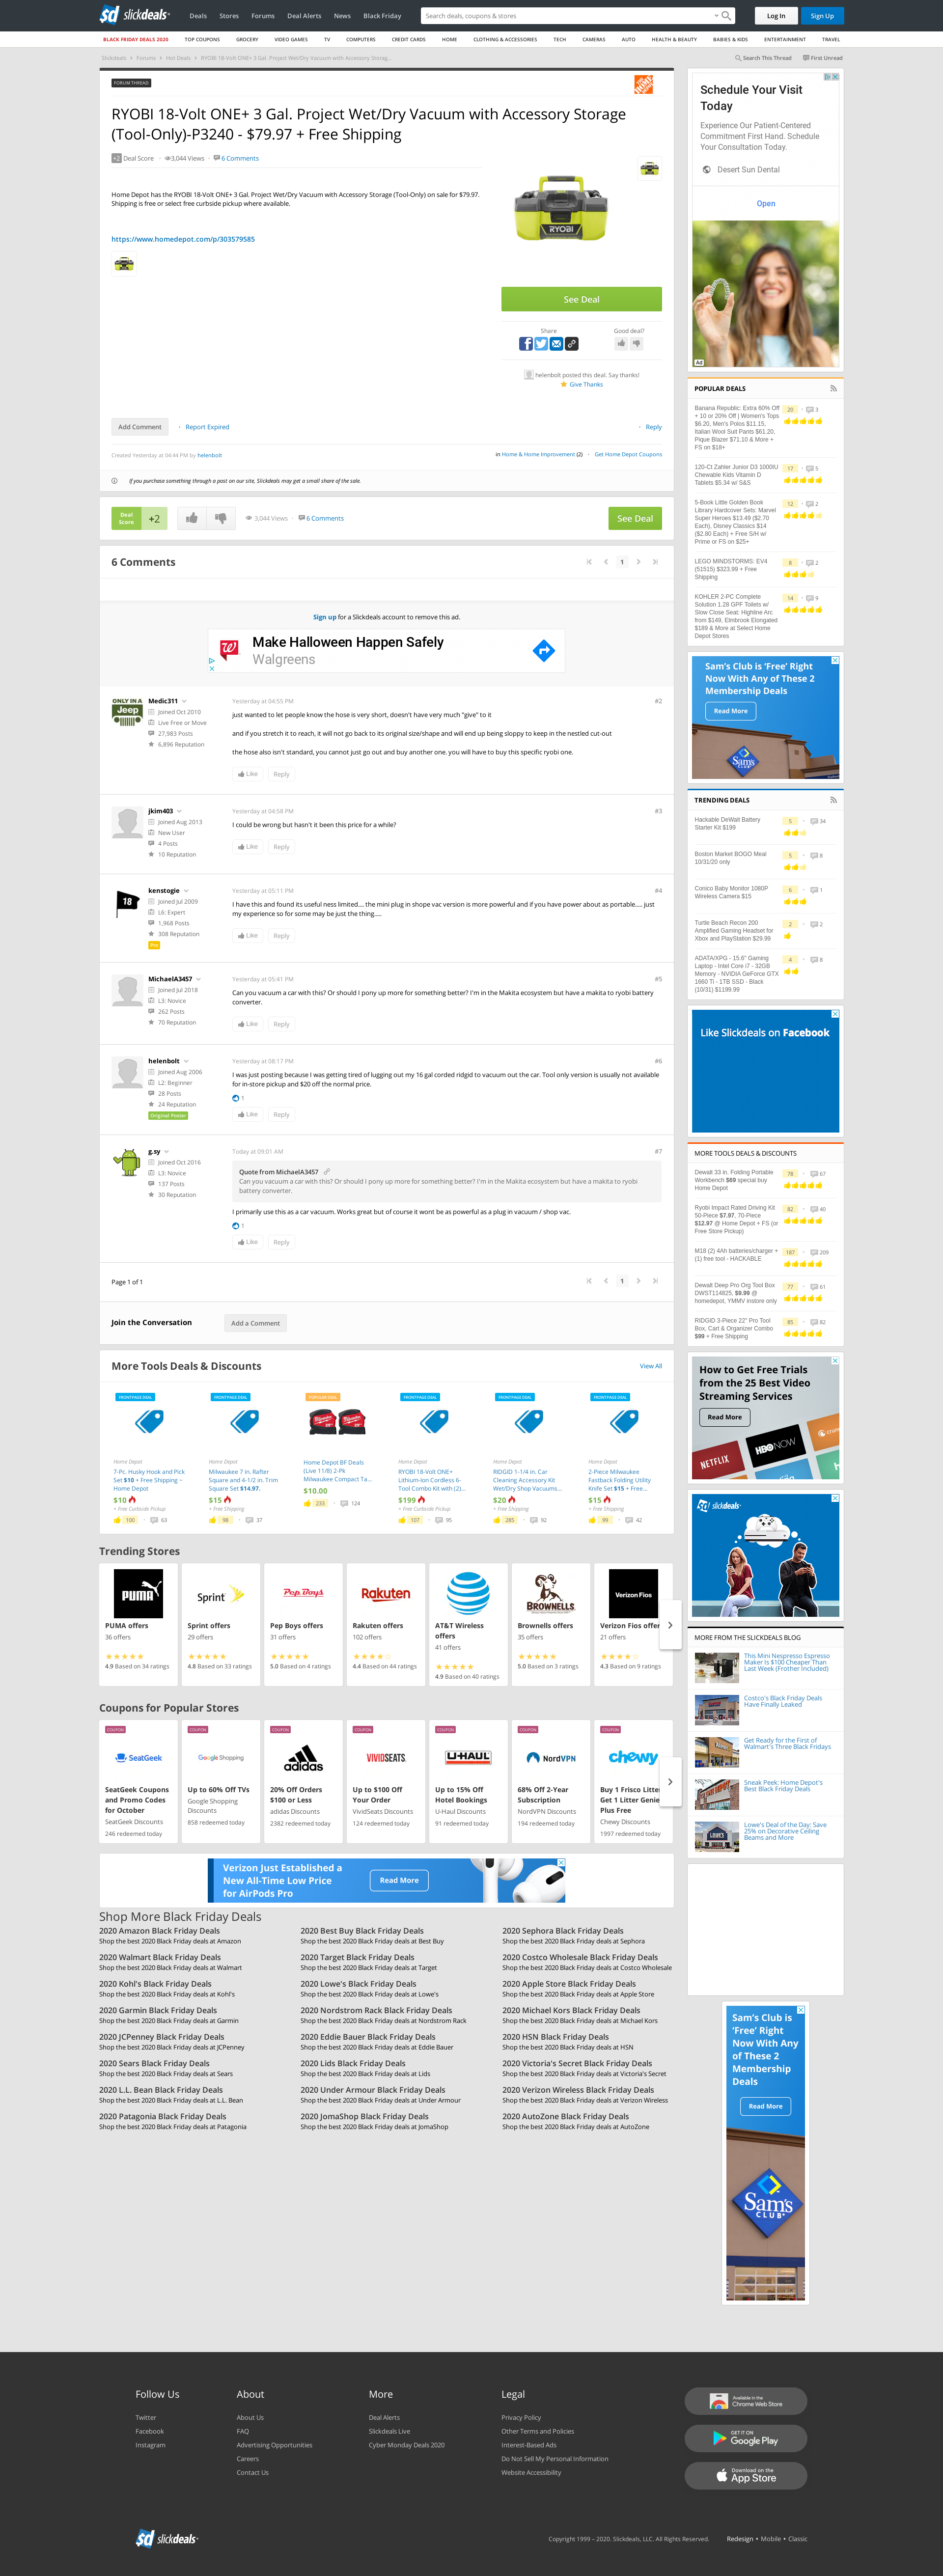 slickdeals
Deals
Stores
Forums
Deal Alerts
News
Black Friday
Search deals, coupons & stores
Log In
Sign Up
BLACK FRIDAY DEALS 2020
TOP COUPONS
GROCERY
VIDEO GAMES
TV
COMPUTERS
CREDIT CARDS
HOME
CLOTHING & ACCESSORIES
TECH
CAMERAS
AUTO
HEALTH & BEAUTY
BABIES & KIDS
ENTERTAINMENT
TRAVEL
Slickdeals > Forums > Hot Deals > RYOBI 18-Volt ONE+ 3 Gal. Project Wet/Dry Vacuum with Accessory Storag...
Search This Thread
First Unread
FORUM THREAD
RYOBI 18-Volt ONE+ 3 Gal. Project Wet/Dry Vacuum with Accessory Storage
(Tool-Only)-P3240 - $79.97 + Free Shipping
+2 Deal Score
3,044 Views
6 Comments
Home Depot has the RYOBI 18-Volt ONE+ 3 Gal. Project Wet/Dry Vacuum with Accessory Storage (Tool-Only) on sale for $79.97.
Shipping is free or select free curbside pickup where available.
https://www.homedepot.com/p/303579585
RYOBI
See Deal
Share
Good deal?
helenbolt posted this deal. Say thanks!
Give Thanks
Add Comment
Report Expired
Reply
Created Yesterday at 04:44 PM by helenbolt
in Home & Home Improvement (2)
Get Home Depot Coupons
If you purchase something through a post on our site, Slickdeals may get a small share of the sale.
Deal
Score
+2
3,044 Views
6 Comments
See Deal
6 Comments
1
Sign up for a Slickdeals account to remove this ad.
Make Halloween Happen Safely
Walgreens
Medic311
Joined Oct 2010
Live Free or Move
27,983 Posts
6,896 Reputation
ONLY IN A
Jeep
Yesterday at 04:55 PM
#2
just wanted to let people know the hose is very short, doesn't have very much "give" to it
and if you stretch it to reach, it will not go back to its original size/shape and will end up being sloppy to keep in the nestled cut-out
the hose also isn't standard, you cannot just go out and buy another one. you will have to buy this specific ryobi one.
Like
Reply
jkim403
Joined Aug 2013
New User
4 Posts
10 Reputation
Yesterday at 04:58 PM
#3
I could be wrong but hasn't it been this price for a while?
Like
Reply
kenstogie
Joined Jul 2009
L6: Expert
1,968 Posts
308 Reputation
Pro
18
Yesterday at 05:11 PM
#4
I have this and found its useful ness limited.... the mini plug in shope vac version is more powerful and if you have power about as portable..... just
my experience so for some may be just the thing.....
Like
Reply
MichaelA3457
Joined Jul 2018
L3: Novice
262 Posts
70 Reputation
Yesterday at 05:41 PM
#5
Can you vacuum a car with this? Or should I pony up more for something better? I'm in the Makita ecosystem but have a makita to ryobi battery
converter.
Like
Reply
helenbolt
Joined Aug 2006
L2: Beginner
28 Posts
24 Reputation
Original Poster
Yesterday at 08:17 PM
#6
I was just posting because I was getting tired of lugging out my 16 gal corded ridgid to vacuum out the car. Tool only version is usually not available
for in-store pickup and $20 off the normal price.
1
Like
Reply
g.sy
Joined Oct 2016
L3: Novice
137 Posts
30 Reputation
Today at 09:01 AM
#7
Quote from MichaelA3457
Can you vacuum a car with this? Or should I pony up more for something better? I'm in the Makita ecosystem but have a makita to ryobi
battery converter.
I primarily use this as a car vacuum. Works great but of course it wont be as powerful as a plug in vacuum / shop vac.
1
Like
Reply
Page 1 of 1
1
Join the Conversation
Add a Comment
More Tools Deals & Discounts
View All
FRONTPAGE DEAL
Home Depot
7-Pc. Husky Hook and Pick
Set $10 + Free Shipping ~
Home Depot
$10
+ Free Curbside Pickup
100
63
FRONTPAGE DEAL
Home Depot
Milwaukee 7 in. Rafter
Square and 4-1/2 in. Trim
Square Set $14.97.
$15
+ Free Shipping
98
37
POPULAR DEAL
Home Depot BF Deals
(Live 11/8) 2-Pk
Milwaukee Compact Ta...
$10.00
233
124
FRONTPAGE DEAL
Home Depot
RYOBI 18-Volt ONE+
Lithium-Ion Cordless 6-
Tool Combo Kit with (2)...
$199
+ Free Curbside Pickup
107
95
FRONTPAGE DEAL
Home Depot
RIDGID 1-1/4 in. Car
Cleaning Accessory Kit
Wet/Dry Shop Vacuums...
$20
+ Free Shipping
285
92
FRONTPAGE DEAL
Home Depot
2-Piece Milwaukee
Fastback Folding Utility
Knife Set $15 + Free...
$15
+ Free Shipping
99
42
Trending Stores
PUMA
PUMA offers
36 offers
4.9 Based on 34 ratings
Sprint
Sprint offers
29 offers
4.8 Based on 33 ratings
Pep Boys
Pep Boys offers
31 offers
5.0 Based on 4 ratings
Rakuten
Rakuten offers
102 offers
4.4 Based on 44 ratings
AT&T Wireless
offers
41 offers
4.9 Based on 40 ratings
BROWNELLS
Brownells offers
35 offers
5.0 Based on 3 ratings
Verizon Fios
Verizon Fios offer
21 offers
4.3 Based on 9 ratings
Coupons for Popular Stores
COUPON
SeatGeek
SeatGeek Coupons
and Promo Codes
for October
SeatGeek Discounts
246 redeemed today
COUPON
Google Shopping
Up to 60% Off TVs
Google Shopping
Discounts
858 redeemed today
COUPON
adidas
20% Off Orders
$100 or Less
adidas Discounts
2382 redeemed today
COUPON
VIVIDSEATS
Up to $100 Off
Your Order
VividSeats Discounts
124 redeemed today
COUPON
U-HAUL
Up to 15% Off
Hotel Bookings
U-Haul Discounts
91 redeemed today
COUPON
NordVPN
68% Off 2-Year
Subscription
NordVPN Discounts
194 redeemed today
COUPON
chewy
Buy 1 Frisco Litter
Get 1 Litter Genie
Plus Free
Chewy Discounts
1997 redeemed today
Verizon Just Established a
New All-Time Low Price
for AirPods Pro
Read More
Shop More Black Friday Deals
2020 Amazon Black Friday Deals
Shop the best 2020 Black Friday deals at Amazon
2020 Best Buy Black Friday Deals
Shop the best 2020 Black Friday deals at Best Buy
2020 Sephora Black Friday Deals
Shop the best 2020 Black Friday deals at Sephora
2020 Walmart Black Friday Deals
Shop the best 2020 Black Friday deals at Walmart
2020 Target Black Friday Deals
Shop the best 2020 Black Friday deals at Target
2020 Costco Wholesale Black Friday Deals
Shop the best 2020 Black Friday deals at Costco Wholesale
2020 Kohl's Black Friday Deals
Shop the best 2020 Black Friday deals at Kohl's
2020 Lowe's Black Friday Deals
Shop the best 2020 Black Friday deals at Lowe's
2020 Apple Store Black Friday Deals
Shop the best 2020 Black Friday deals at Apple Store
2020 Garmin Black Friday Deals
Shop the best 2020 Black Friday deals at Garmin
2020 Nordstrom Rack Black Friday Deals
Shop the best 2020 Black Friday deals at Nordstrom Rack
2020 Michael Kors Black Friday Deals
Shop the best 2020 Black Friday deals at Michael Kors
2020 JCPenney Black Friday Deals
Shop the best 2020 Black Friday deals at JCPenney
2020 Eddie Bauer Black Friday Deals
Shop the best 2020 Black Friday deals at Eddie Bauer
2020 HSN Black Friday Deals
Shop the best 2020 Black Friday deals at HSN
2020 Sears Black Friday Deals
Shop the best 2020 Black Friday deals at Sears
2020 Lids Black Friday Deals
Shop the best 2020 Black Friday deals at Lids
2020 Victoria's Secret Black Friday Deals
Shop the best 2020 Black Friday deals at Victoria's Secret
2020 L.L. Bean Black Friday Deals
Shop the best 2020 Black Friday deals at L.L. Bean
2020 Under Armour Black Friday Deals
Shop the best 2020 Black Friday deals at Under Armour
2020 Verizon Wireless Black Friday Deals
Shop the best 2020 Black Friday deals at Verizon Wireless
2020 Patagonia Black Friday Deals
Shop the best 2020 Black Friday deals at Patagonia
2020 JomaShop Black Friday Deals
Shop the best 2020 Black Friday deals at JomaShop
2020 AutoZone Black Friday Deals
Shop the best 2020 Black Friday deals at AutoZone
Schedule Your Visit
Today
Experience Our Patient-Centered
Commitment First Hand. Schedule
Your Consultation Today.
Desert Sun Dental
Open
Ad
POPULAR DEALS
Banana Republic: Extra 60% Off
+ 10 or 20% Off | Women's Tops
$6.20, Men's Polos $11.15,
Italian Wool Suit Pants $61.20,
Pique Blazer $71.10 & More +
FS on $18+
20
3
120-Ct Zahler Junior D3 1000IU
Chewable Kids Vitamin D
Tablets $5.34 w/ S&S
17
5
5-Book Little Golden Book
Library Hardcover Sets: Marvel
Super Heroes $13.49 ($2.70
Each), Disney Classics $14
($2.80 Each) + Free S/H w/
Prime or FS on $25+
12
2
LEGO MINDSTORMS: EV4
(51515) $323.99 + Free
Shipping
8
2
KOHLER 2-PC Complete
Solution 1.28 GPF Toilets w/
Slow Close Seat: Highline Arc
from $149, Elmbrook Elongated
$189 & More at Select Home
Depot Stores
14
9
Sam's Club is 'Free' Right
Now With Any of These 2
Membership Deals
Read More
Sam's
CLUB
TRENDING DEALS
Hackable DeWalt Battery
Starter Kit $199
5
34
Boston Market BOGO Meal
10/31/20 only
5
8
Conico Baby Monitor 1080P
Wireless Camera $15
6
1
Turtle Beach Recon 200
Amplified Gaming Headset for
Xbox and PlayStation $29.99
2
2
ADATA/XPG - 15.6" Gaming
Laptop - Intel Core i7 - 32GB
Memory - NVIDIA GeForce GTX
1660 Ti - 1TB SSD - Black
(10/31) $1199.99
4
8
Like Slickdeals on Facebook
MORE TOOLS DEALS & DISCOUNTS
Dewalt 33 in. Folding Portable
Workbench $69 special buy
Home Depot
78
67
Ryobi Impact Rated Driving Kit
50-Piece $7.97, 70-Piece
$12.97 @ Home Depot + FS (or
Free Store Pickup)
82
40
M18 (2) 4Ah batteries/charger +
(1) free tool - HACKABLE
187
209
Dewalt Deep Pro Org Tool Box
DWST114825, $9.99 @
homedepot, YMMV instore only
77
61
RIDGID 3-Piece 22" Pro Tool
Box, Cart & Organizer Combo
$99 + Free Shipping
85
82
How to Get Free Trials
from the 25 Best Video
Streaming Services
Read More
NETFLIX
HBO NOW
slickdeals
MORE FROM THE SLICKDEALS BLOG
This Mini Nespresso Espresso
Maker Is $100 Cheaper Than
Last Week (Frother Included)
Costco's Black Friday Deals
Have Finally Leaked
Get Ready for the First of
Walmart's Three Black Fridays
Sneak Peek: Home Depot's
Best Black Friday Deals
Lowe's Deal of the Day: Save
25% on Decorative Ceiling
Beams and More
Sam's Club is
'Free' Right
Now With Any
of These 2
Membership
Deals
Read More
Sam's
CLUB
Follow Us
Twitter
Facebook
Instagram
About
About Us
FAQ
Advertising Opportunities
Careers
Contact Us
More
Deal Alerts
Slickdeals Live
Cyber Monday Deals 2020
Legal
Privacy Policy
Other Terms and Policies
Interest-Based Ads
Do Not Sell My Personal Information
Website Accessibility
Available in the
Chrome Web Store
GET IT ON
Google Play
Download on the
App Store
slickdeals
Copyright 1999 - 2020. Slickdeals, LLC. All Rights Reserved.
Redesign • Mobile • Classic